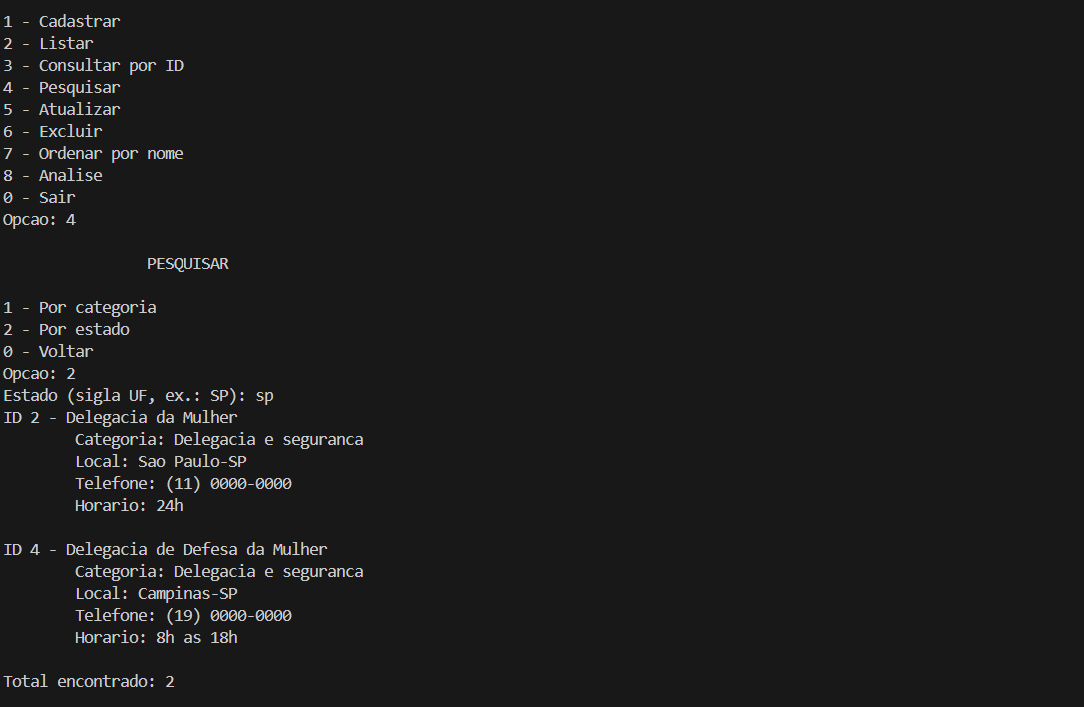 1 - Cadastrar
2 - Listar
3 - Consultar por ID
4 - Pesquisar
5 - Atualizar
6 - Excluir
7 - Ordenar por nome
8 - Analise
0 - Sair
Opcao: 4
PESQUISAR
1 - Por categoria
2 - Por estado
0 - Voltar
Opcao: 2
Estado (sigla UF, ex.: SP): sp
ID 2 - Delegacia da Mulher
Categoria: Delegacia e seguranca
Local: Sao Paulo-SP
Telefone: (11) 0000-0000
Horario: 24h
ID 4 - Delegacia de Defesa da Mulher
Categoria: Delegacia e seguranca
Local: Campinas-SP
Telefone: (19) 0000-0000
Horario: 8h as 18h
Total encontrado: 2